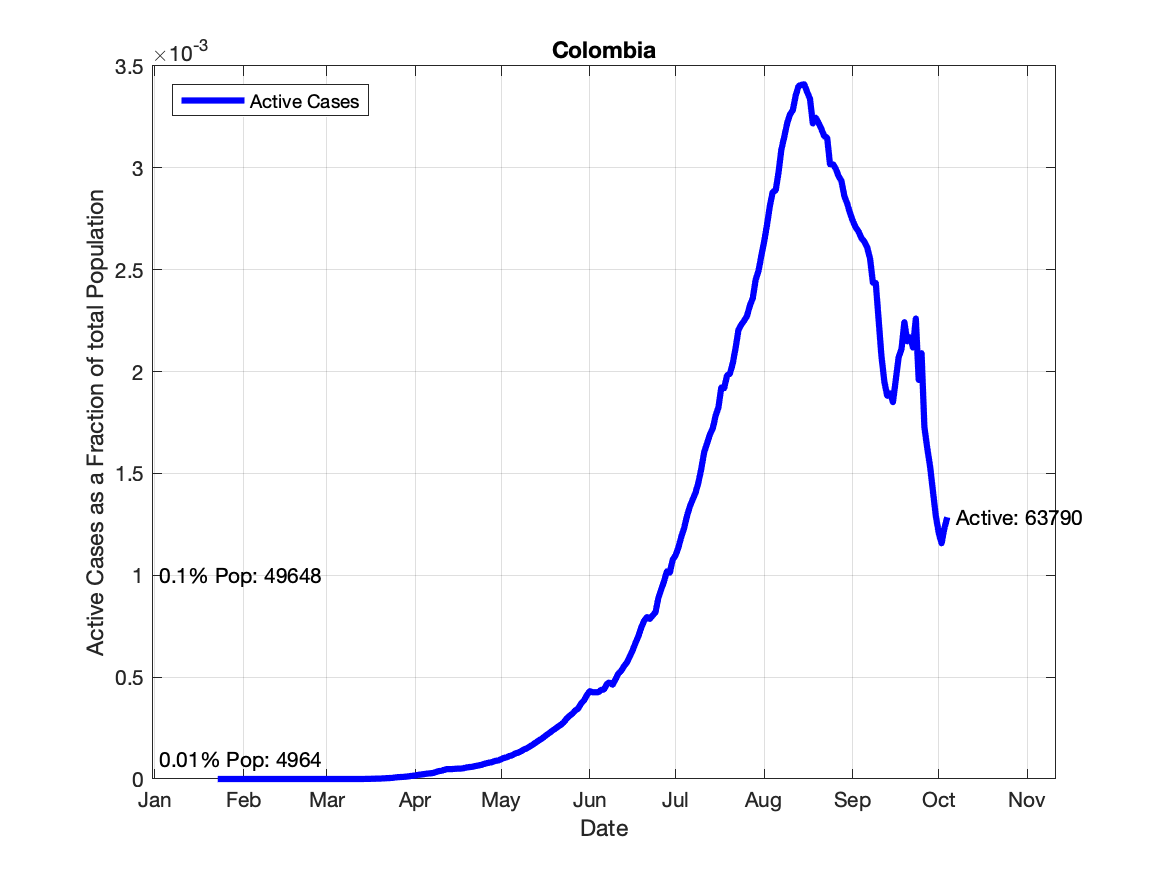 Colombia
×10-3
3.5
3
2.5
2
1.5
1
0.5
0
Active Cases as a Fraction of total Population
Active Cases
Active: 63790
0.1% Pop: 49648
0.01% Pop: 4964
Jan Feb Mar Apr May Jun Jul Aug Sep Oct Nov
Date